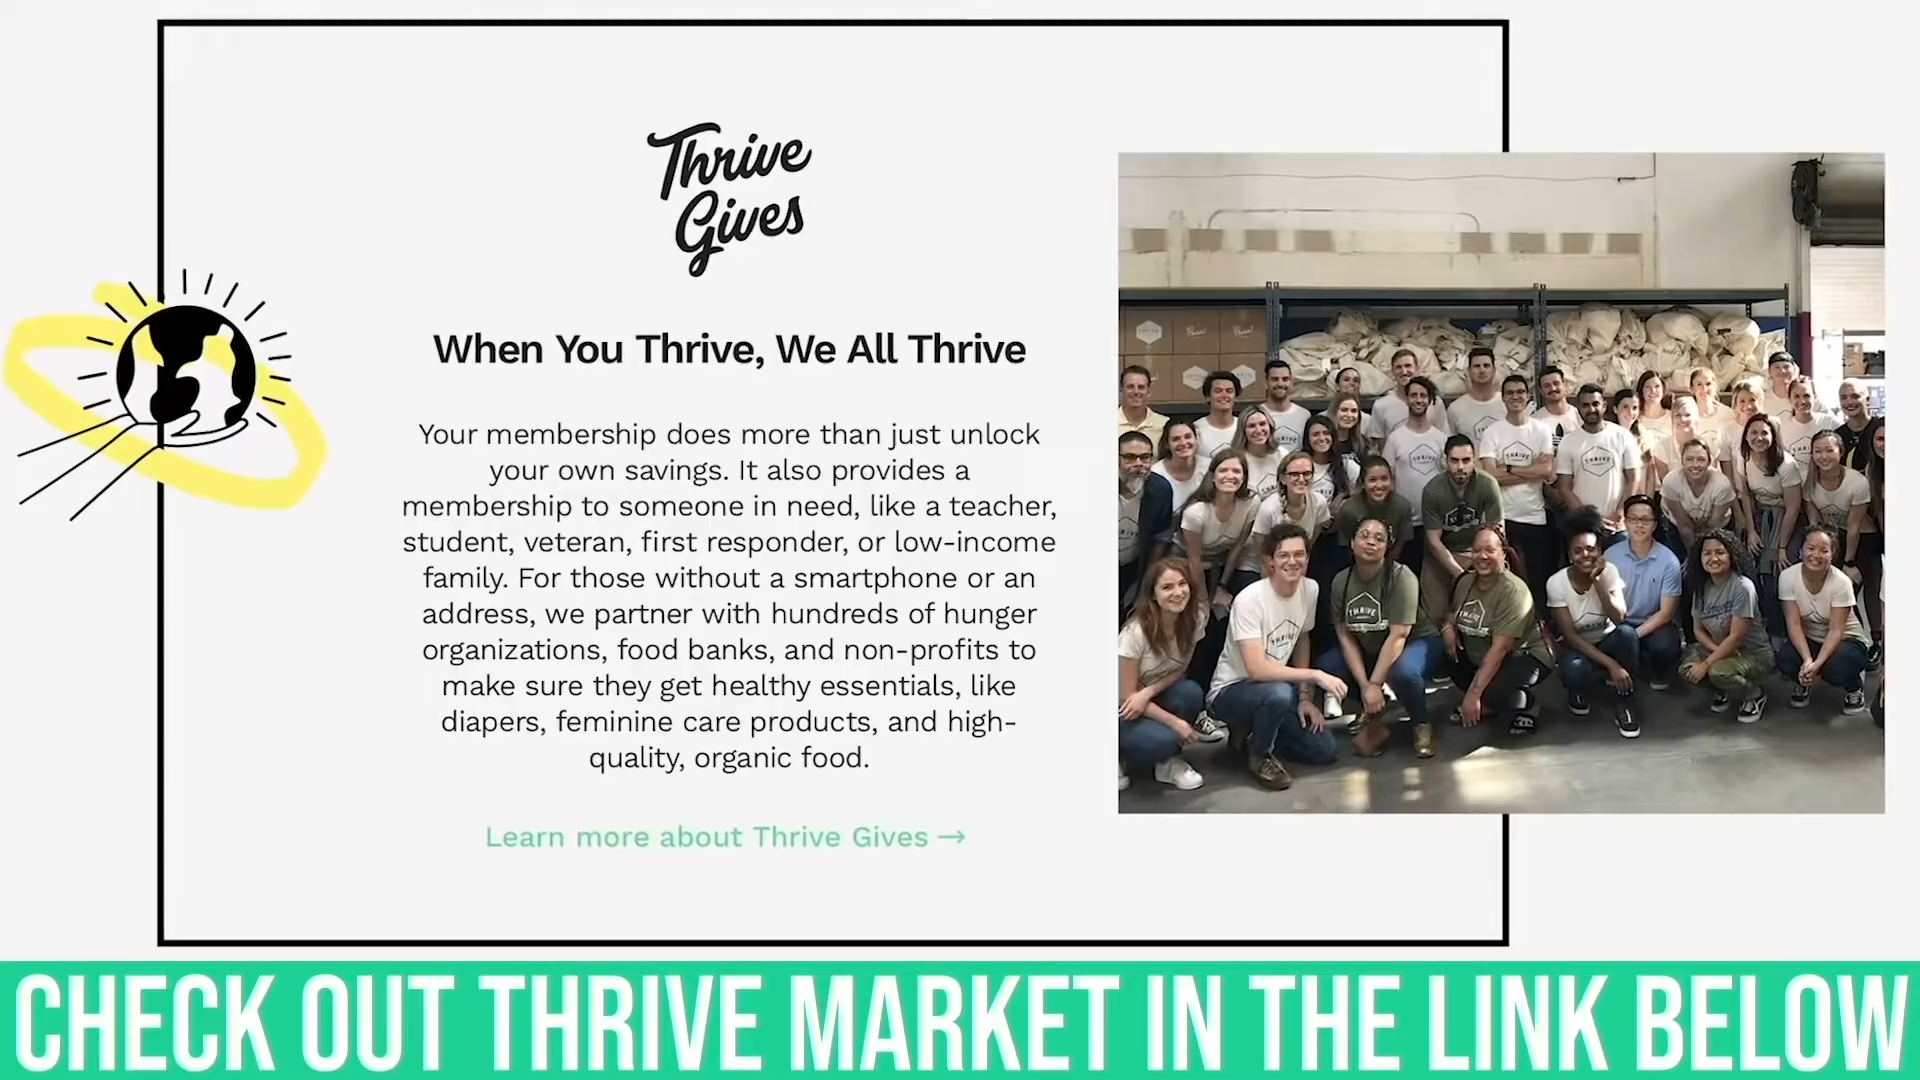 Thrive
Gives
When You Thrive, We All Thrive
Your membership does more than just unlock
your own savings. It also provides a
membership to someone in need, like a teacher,
student, veteran, first responder, or low-income
family. For those without a smartphone or an
address, we partner with hundreds of hunger
organizations, food banks, and non-profits to
make sure they get healthy essentials, like
diapers, feminine care products, and high-
quality, organic food.
Learn more about Thrive Gives →
THRIVE
THRIVE
THRIVE
CHECK OUT THRIVE MARKET IN THE LINK BELOW